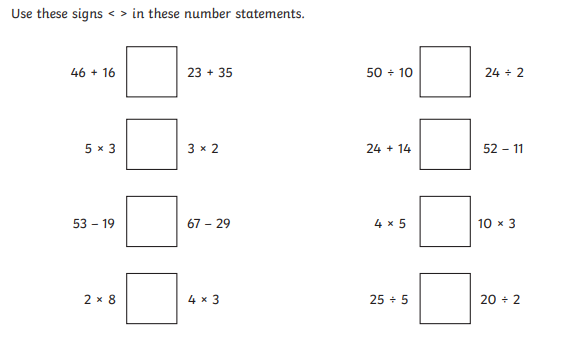 Use these signs < > in these number statements.
46 + 16 23 + 35 50 ÷ 10 24 ÷ 2
5 × 3 3 × 2 24 + 14 52 – 11
53 – 19 67 – 29 4 × 5 10 × 3
2 × 8 4 × 3 25 ÷ 5 20 ÷ 2